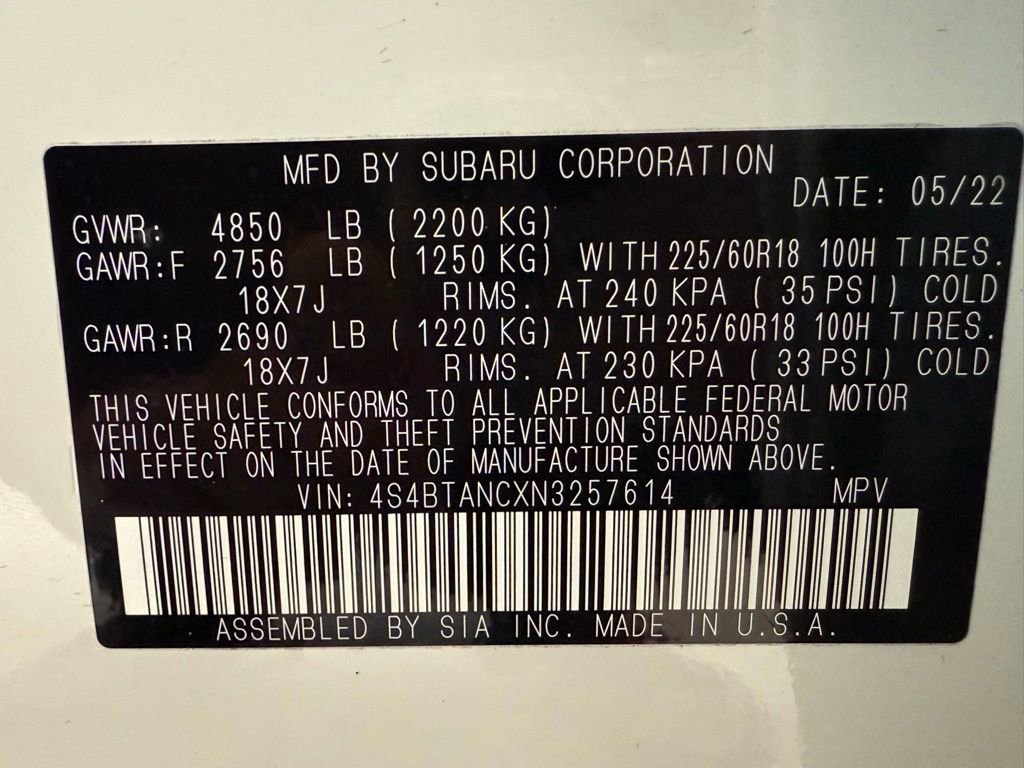 MFD BY SUBARU CORPORATION
DATE: 05/22
GVWR: 4850 LB ( 2200 KG)
GAWR:F 2756 LB ( 1250 KG) WITH 225/60R18 100H TIRES.
18X7J RIMS. AT 240 KPA ( 35 PSI) COLD
GAWR:R 2690 LB ( 1220 KG) WITH 225/60R18 100H TIRES.
18X7J RIMS. AT 230 KPA ( 33 PSI) COLD
THIS VEHICLE CONFORMS TO ALL APPLICABLE FEDERAL MOTOR
VEHICLE SAFETY AND THEFT PREVENTION STANDARDS
IN EFFECT ON THE DATE OF MANUFACTURE SHOWN ABOVE.
VIN: 4S4BTANCXN3257614 MPV
ASSEMBLED BY SIA INC. MADE IN U.S.A.